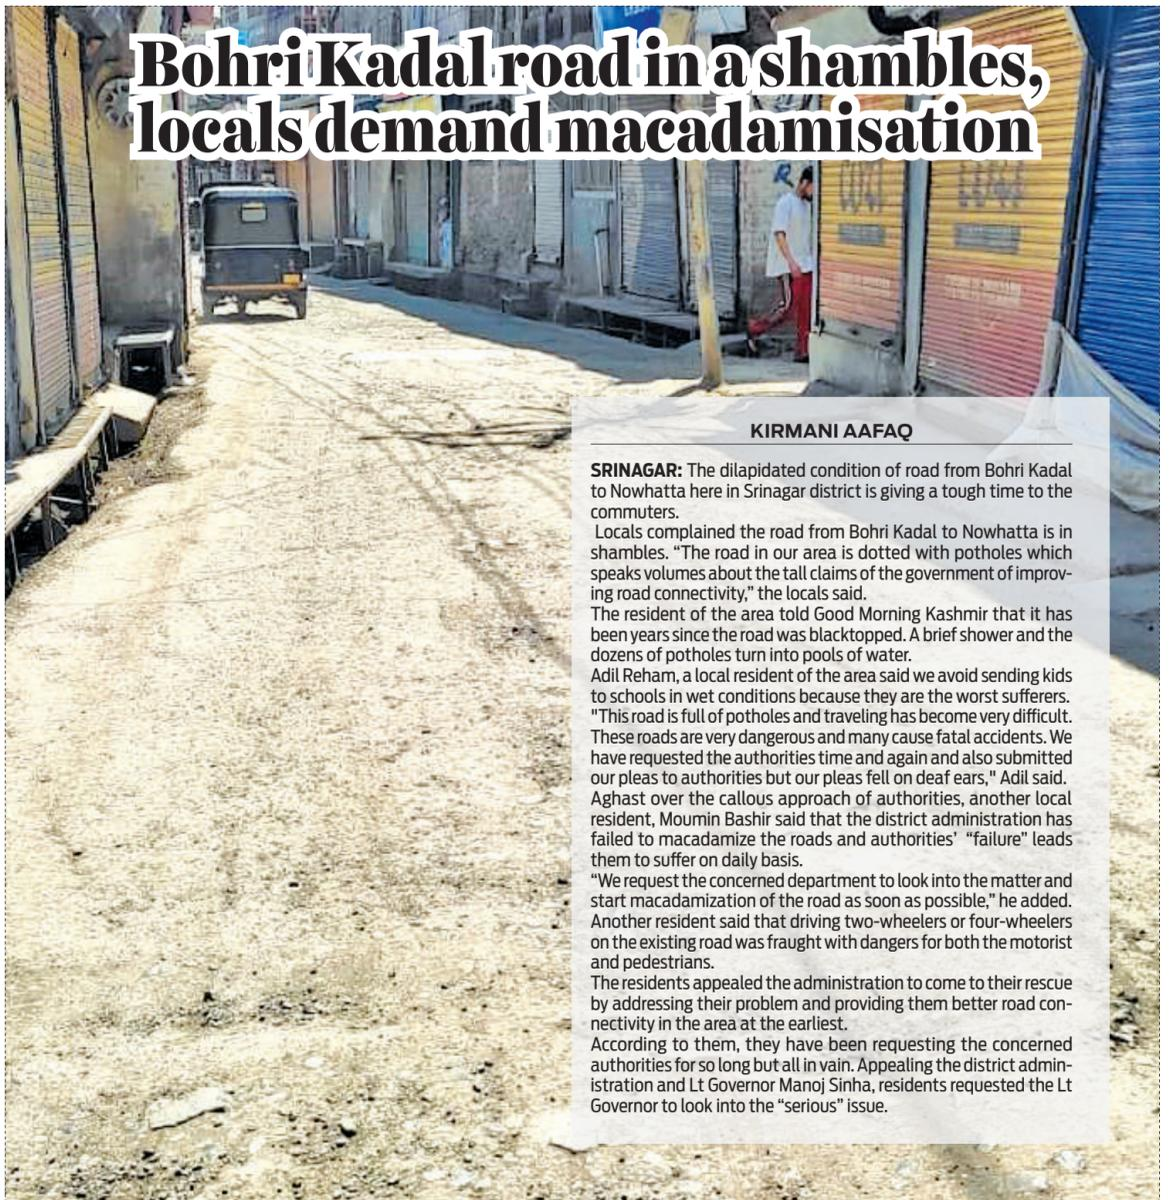 Bohri Kadal road in a shambles,
locals demand macadamisation
KIRMANI AAFAQ
SRINAGAR: The dilapidated condition of road from Bohri Kadal
to Nowhatta here in Srinagar district is giving a tough time to the
commuters.
Locals complained the road from Bohri Kadal to Nowhatta is in
shambles. “The road in our area is dotted with potholes which
speaks volumes about the tall claims of the government of improv-
ing road connectivity,” the locals said.
The resident of the area told Good Morning Kashmir that it has
been years since the road was blacktopped. A brief shower and the
dozens of potholes turn into pools of water.
Adil Reham, a local resident of the area said we avoid sending kids
to schools in wet conditions because they are the worst sufferers.
"This road is full of potholes and traveling has become very difficult.
These roads are very dangerous and many cause fatal accidents. We
have requested the authorities time and again and also submitted
our pleas to authorities but our pleas fell on deaf ears," Adil said.
Aghast over the callous approach of authorities, another local
resident, Moumin Bashir said that the district administration has
failed to macadamize the roads and authorities’ “failure” leads
them to suffer on daily basis.
“We request the concerned department to look into the matter and
start macadamization of the road as soon as possible,” he added.
Another resident said that driving two-wheelers or four-wheelers
on the existing road was fraught with dangers for both the motorist
and pedestrians.
The residents appealed the administration to come to their rescue
by addressing their problem and providing them better road con-
nectivity in the area at the earliest.
According to them, they have been requesting the concerned
authorities for so long but all in vain. Appealing the district admin-
istration and Lt Governor Manoj Sinha, residents requested the Lt
Governor to look into the “serious” issue.